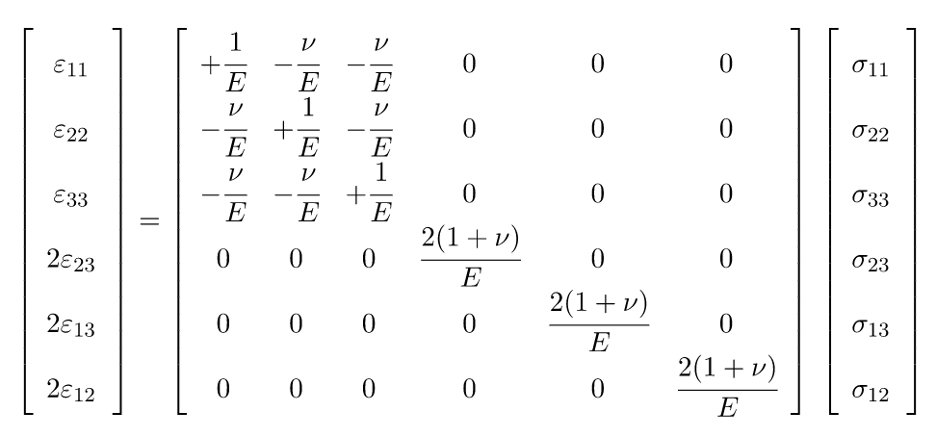 ε₁₁ +1/E −ν/E −ν/E 0 0 0 σ₁₁
ε₂₂ −ν/E +1/E −ν/E 0 0 0 σ₂₂
ε₃₃ −ν/E −ν/E +1/E 0 0 0 σ₃₃
=
2ε₂₃ 0 0 0 2(1 + ν)/E 0 0 σ₂₃
2ε₁₃ 0 0 0 0 2(1 + ν)/E 0 σ₁₃
2ε₁₂ 0 0 0 0 0 2(1 + ν)/E σ₁₂